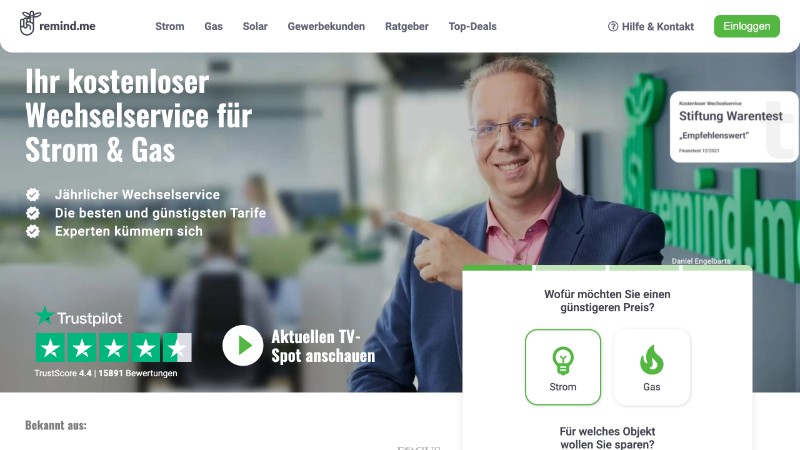 remind.me
Strom
Gas
Solar
Gewerbekunden
Ratgeber
Top-Deals
Hilfe & Kontakt
Einloggen
Ihr kostenloser
Wechselservice für
Strom & Gas
Jährlicher Wechselservice
Die besten und günstigsten Tarife
Experten kümmern sich
Kostenloser Wechselservice
Stiftung Warentest
„Empfehlenswert"
Finanztest 12/2021
remind.m
Daniel Engelbarts
Trustpilot
TrustScore 4.4 | 15891 Bewertungen
Aktuellen TV-
Spot anschauen
Wofür möchten Sie einen
günstigeren Preis?
Strom
Gas
Für welches Objekt
wollen Sie sparen?
Bekannt aus: